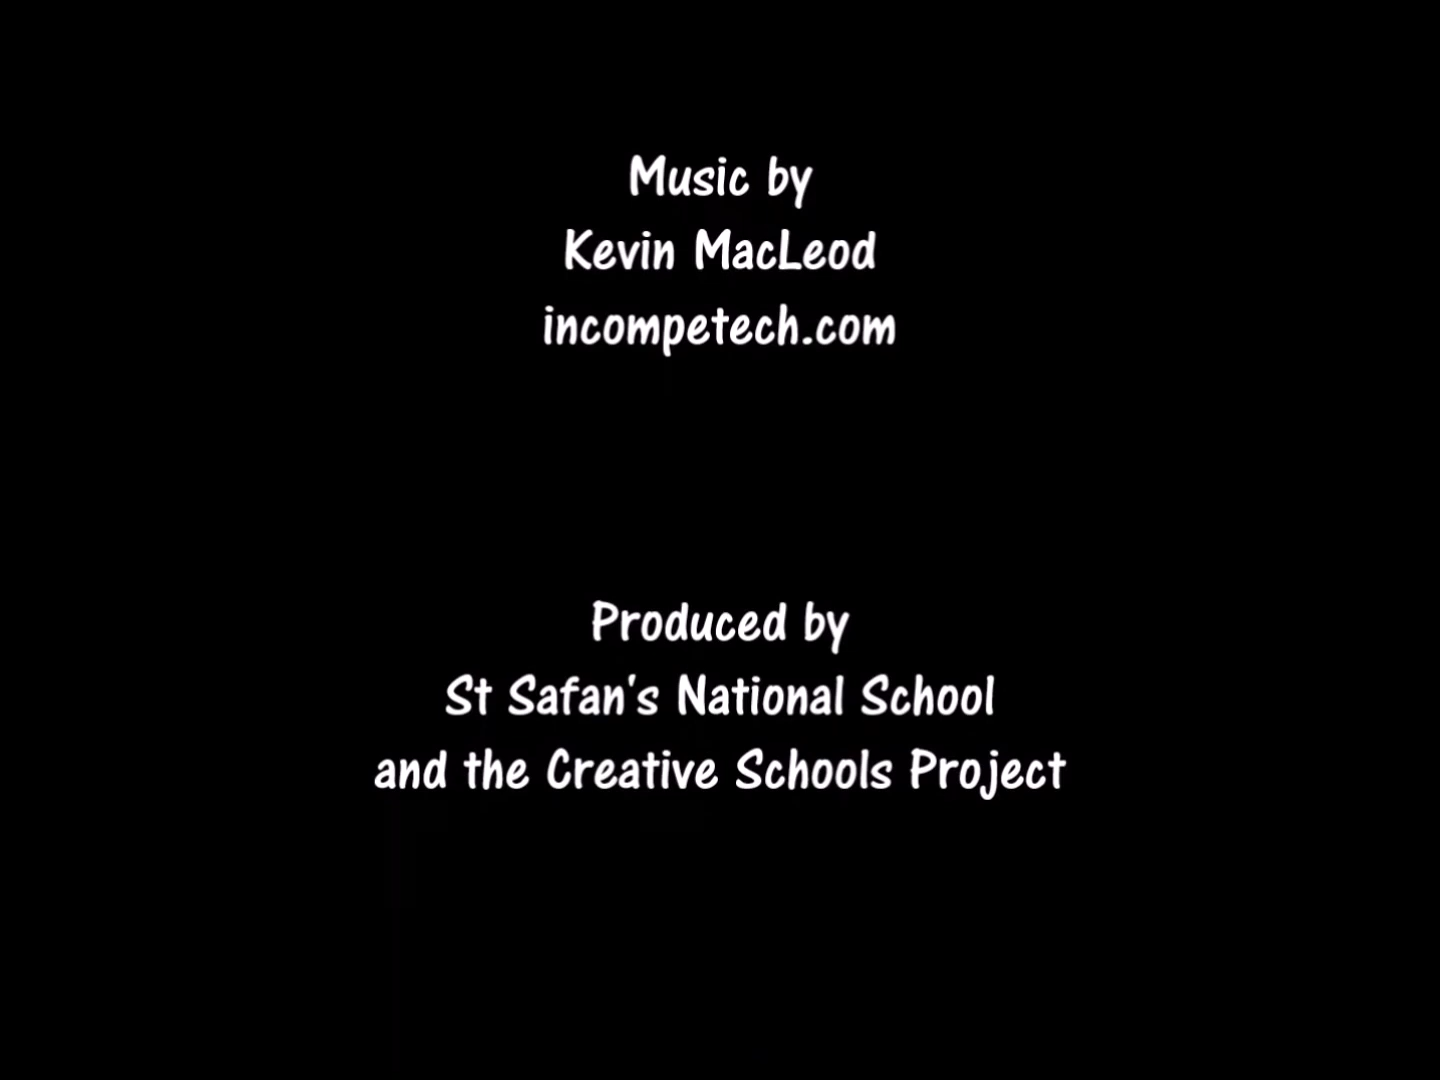 Music by
Kevin MacLeod
incompetech.com
Produced by
St Safan's National School
and the Creative Schools Project